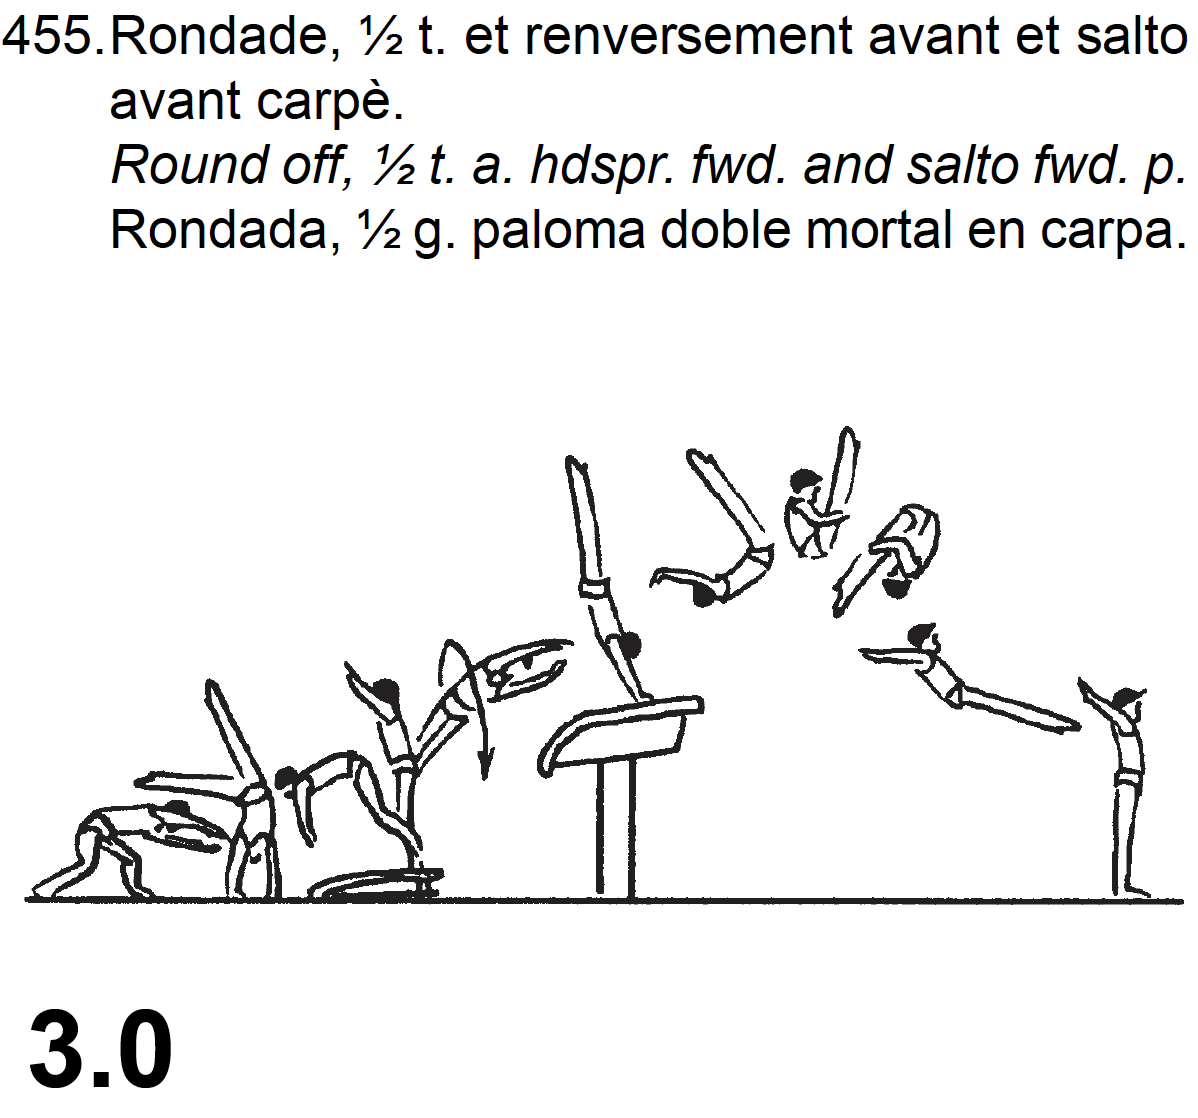 455. Rondade, ½ t. et renversement avant et salto
avant carpè.
Round off, ½ t. a. hdspr. fwd. and salto fwd. p.
Rondada, ½ g. paloma doble mortal en carpa.
3.0